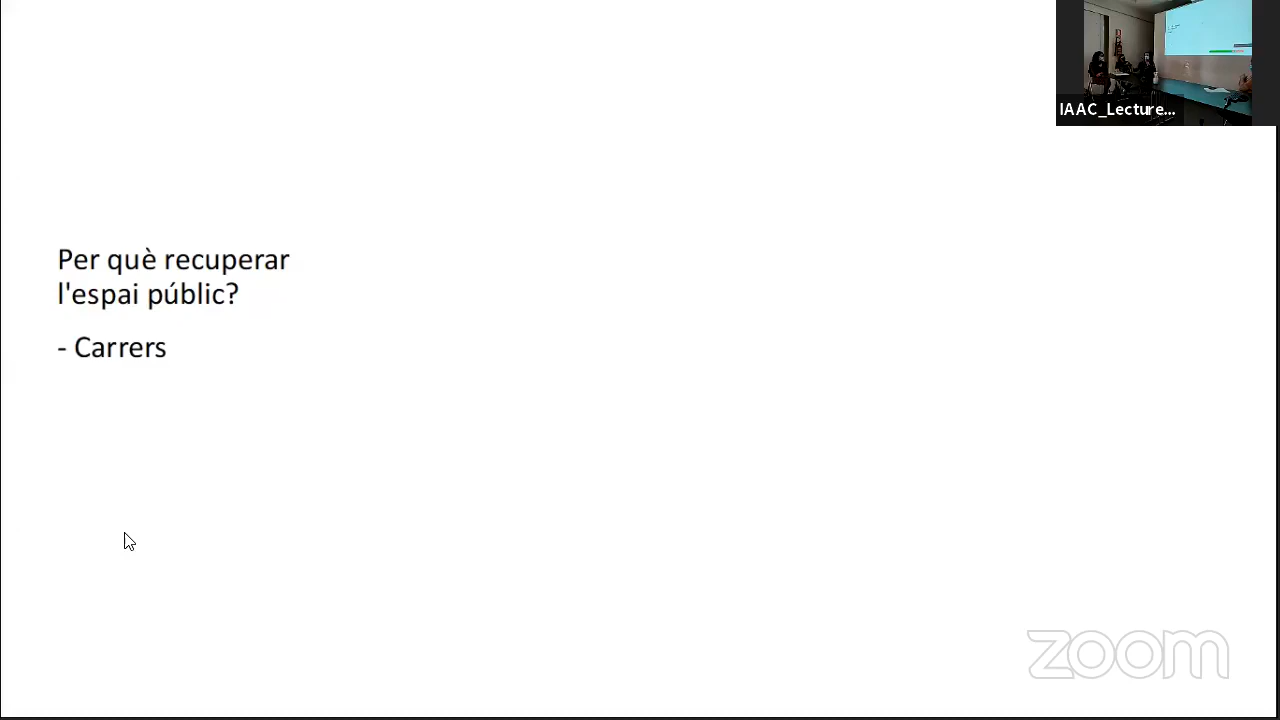 IAAC_Lecture...
Per què recuperar
l'espai públic?
- Carrers
zoom